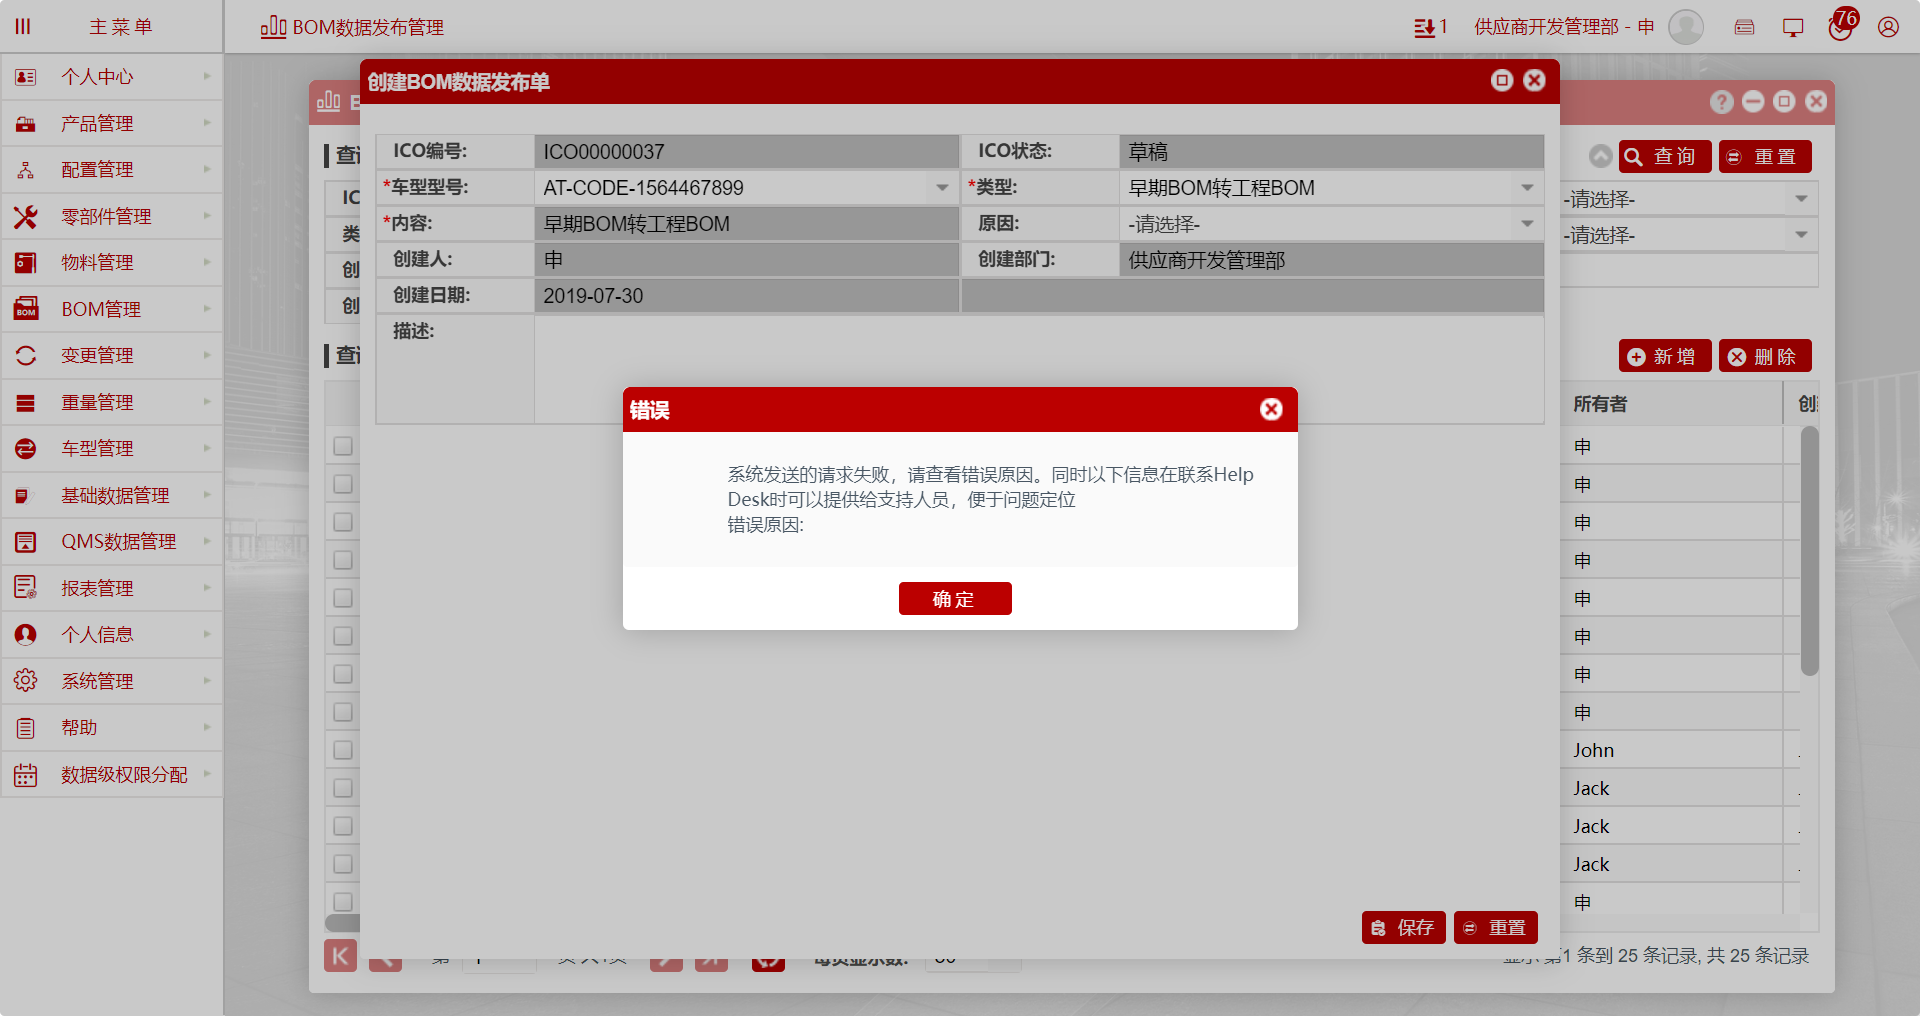 主菜单
BOM数据发布管理
1
供应商开发管理部 - 申
76
个人中心
产品管理
配置管理
零部件管理
物料管理
BOM管理
变更管理
重量管理
车型管理
基础数据管理
QMS数据管理
报表管理
个人信息
系统管理
帮助
数据级权限分配
创建BOM数据发布单
ICO编号:
ICO00000037
ICO状态:
草稿
*车型型号:
AT-CODE-1564467899
*类型:
早期BOM转工程BOM
*内容:
早期BOM转工程BOM
原因:
-请选择-
创建人:
申
创建部门:
供应商开发管理部
创建日期:
2019-07-30
描述:
错误
系统发送的请求失败，请查看错误原因。同时以下信息在联系Help
Desk时可以提供给支持人员，便于问题定位
错误原因:
确定
保存
重置
查询
重置
-请选择-
-请选择-
新增
删除
所有者
申
申
申
申
申
申
申
申
John
Jack
Jack
Jack
申
BOM
类
创
创
每页显示数:
显示 第1 条到 25 条记录, 共 25 条记录